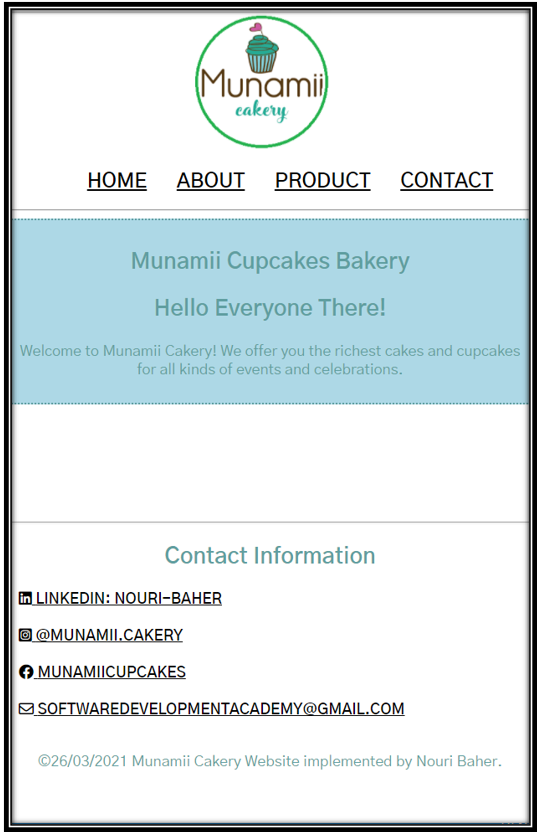 Munamii
cakery
HOME ABOUT PRODUCT CONTACT
Munamii Cupcakes Bakery
Hello Everyone There!
Welcome to Munamii Cakery! We offer you the richest cakes and cupcakes
for all kinds of events and celebrations.
Contact Information
LINKEDIN: NOURI-BAHER
@MUNAMII.CAKERY
MUNAMIICUPCAKES
SOFTWAREDEVELOPMENTACADEMY@GMAIL.COM
©26/03/2021 Munamii Cakery Website implemented by Nouri Baher.